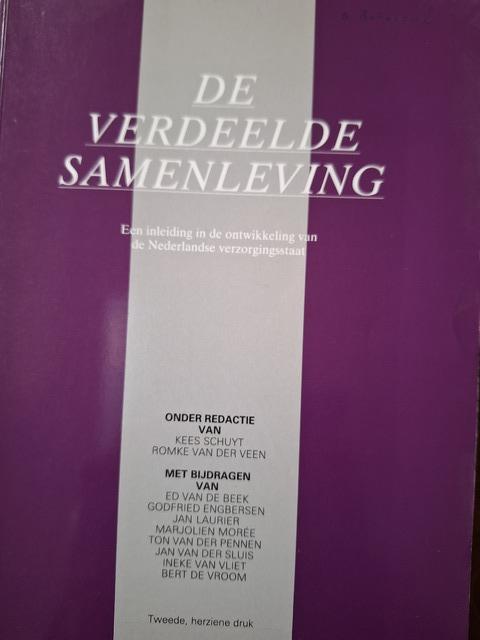 DE
VERDEELDE
SAMENLEVING
Een inleiding in de ontwikkeling van
de Nederlandse verzorgingsstaat
ONDER REDACTIE
VAN
KEES SCHUYT
ROMKE VAN DER VEEN
MET BIJDRAGEN
VAN
ED VAN DE BEEK
GODFRIED ENGBERSEN
JAN LAURIER
MARJOLIEN MORÉE
TON VAN DER PENNEN
JAN VAN DER SLUIS
INEKE VAN VLIET
BERT DE VROOM
Tweede, herziene druk